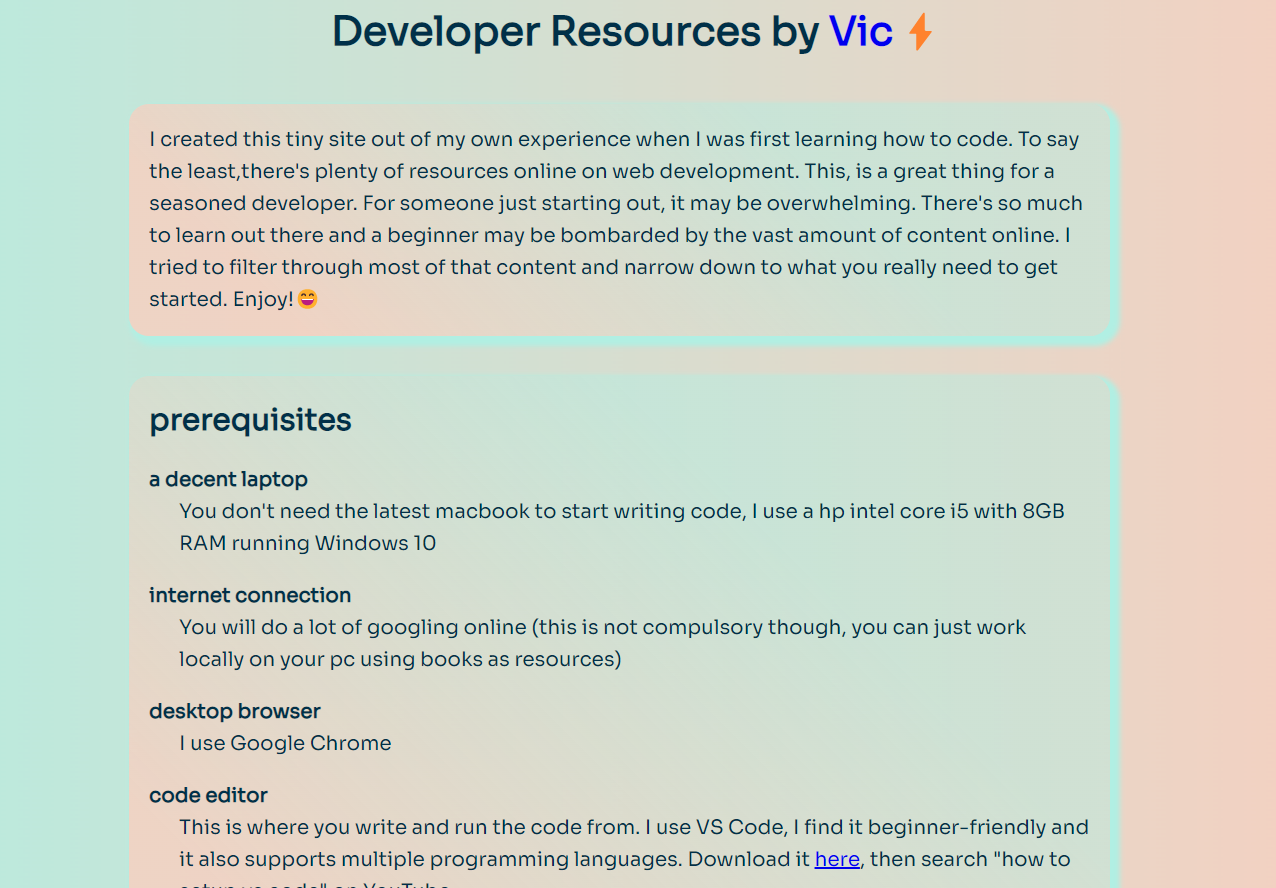 Developer Resources by Vic ⚡
I created this tiny site out of my own experience when I was first learning how to code. To say
the least,there's plenty of resources online on web development. This, is a great thing for a
seasoned developer. For someone just starting out, it may be overwhelming. There's so much
to learn out there and a beginner may be bombarded by the vast amount of content online. I
tried to filter through most of that content and narrow down to what you really need to get
started. Enjoy!😄
prerequisites
a decent laptop
You don't need the latest macbook to start writing code, I use a hp intel core i5 with 8GB
RAM running Windows 10
internet connection
You will do a lot of googling online (this is not compulsory though, you can just work
locally on your pc using books as resources)
desktop browser
I use Google Chrome
code editor
This is where you write and run the code from. I use VS Code, I find it beginner-friendly and
it also supports multiple programming languages. Download it here, then search "how to
setup vs code" on YouTube